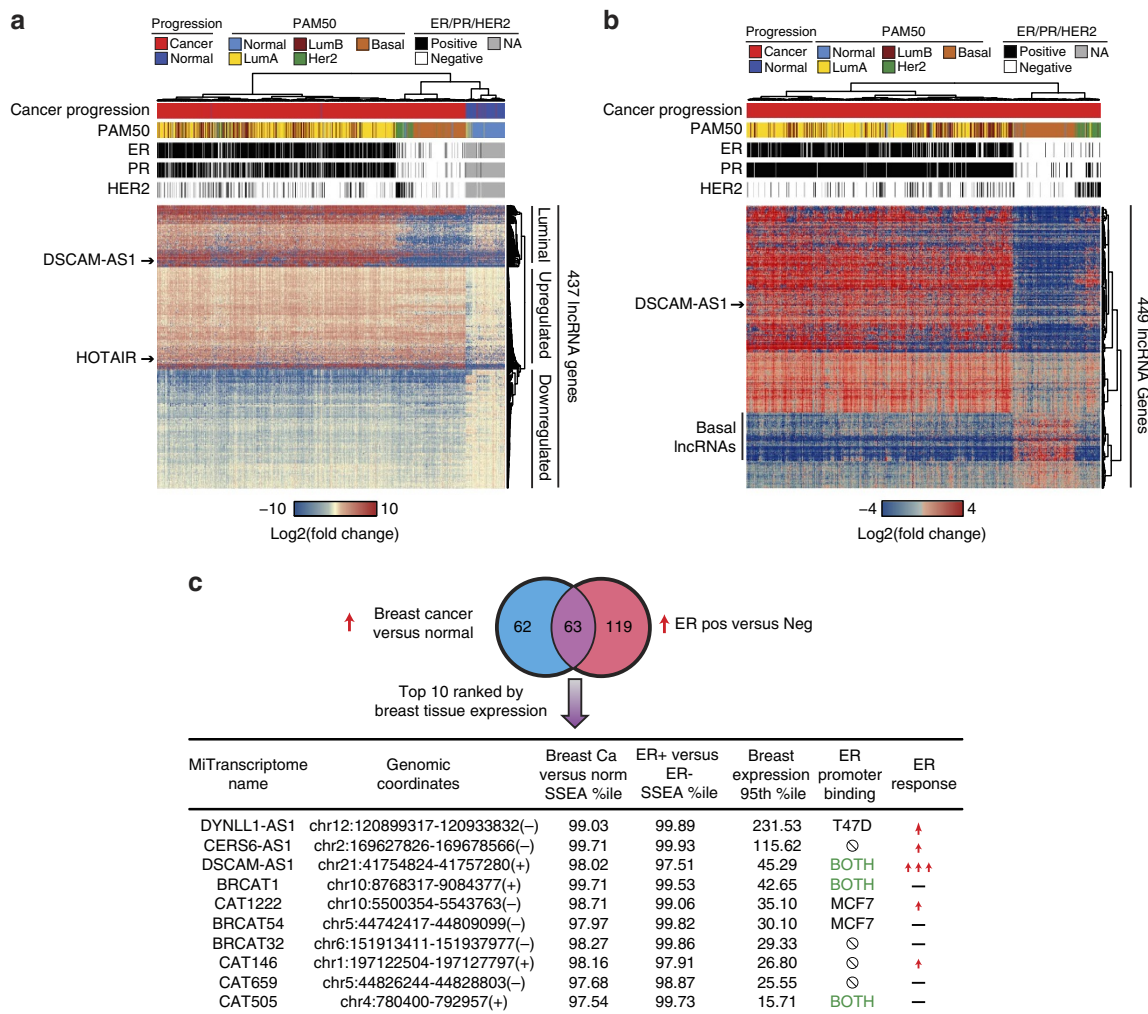 a
Progression PAM50 ER/PR/HER2
Cancer Normal LumB Basal Positive NA
Normal LumA Her2 Negative
Cancer progression
PAM50
ER
PR
HER2
DSCAM-AS1
HOTAIR
Luminal
Upregulated
Downregulated
437 lncRNA genes
−10 10
Log2(fold change)
b
Progression PAM50 ER/PR/HER2
Cancer Normal LumB Basal Positive NA
Normal LumA Her2 Negative
Cancer progression
PAM50
ER
PR
HER2
DSCAM-AS1
Basal
lncRNAs
449 lncRNA Genes
−4 4
Log2(fold change)
c
Breast cancer
versus normal
62 63 119
ER pos versus Neg
Top 10 ranked by
breast tissue expression
MiTranscriptome name Genomic coordinates Breast Ca versus norm SSEA %ile ER+ versus ER- SSEA %ile Breast expression 95th %ile ER promoter binding ER response
DYNLL1-AS1 chr12:120899317-120933832(−) 99.03 99.89 231.53 T47D
CERS6-AS1 chr2:169627826-169678566(−) 99.71 99.93 115.62
DSCAM-AS1 chr21:41754824-41757280(+) 98.02 97.51 45.29 BOTH
BRCAT1 chr10:8768317-9084377(+) 99.71 99.53 42.65 BOTH –
CAT1222 chr10:5500354-5543763(−) 98.71 99.06 35.10 MCF7
BRCAT54 chr5:44742417-44809099(−) 97.97 99.82 30.10 MCF7 –
BRCAT32 chr6:151913411-151937977(−) 98.27 99.86 29.33 –
CAT146 chr1:197122504-197127797(+) 98.16 97.91 26.80
CAT659 chr5:44826244-44828803(−) 97.68 98.87 25.55 –
CAT505 chr4:780400-792957(+) 97.54 99.73 15.71 BOTH –